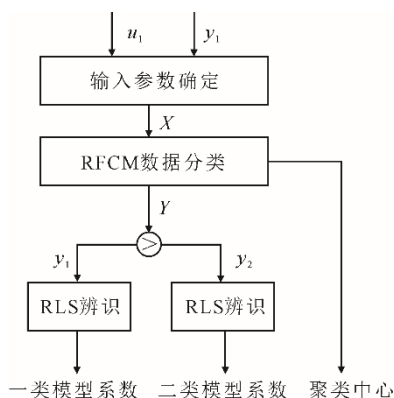 u₁ y₁
输入参数确定
X
RFCM数据分类
Y
>
y₁ y₂
RLS辨识 RLS辨识
一类模型系数 二类模型系数 聚类中心